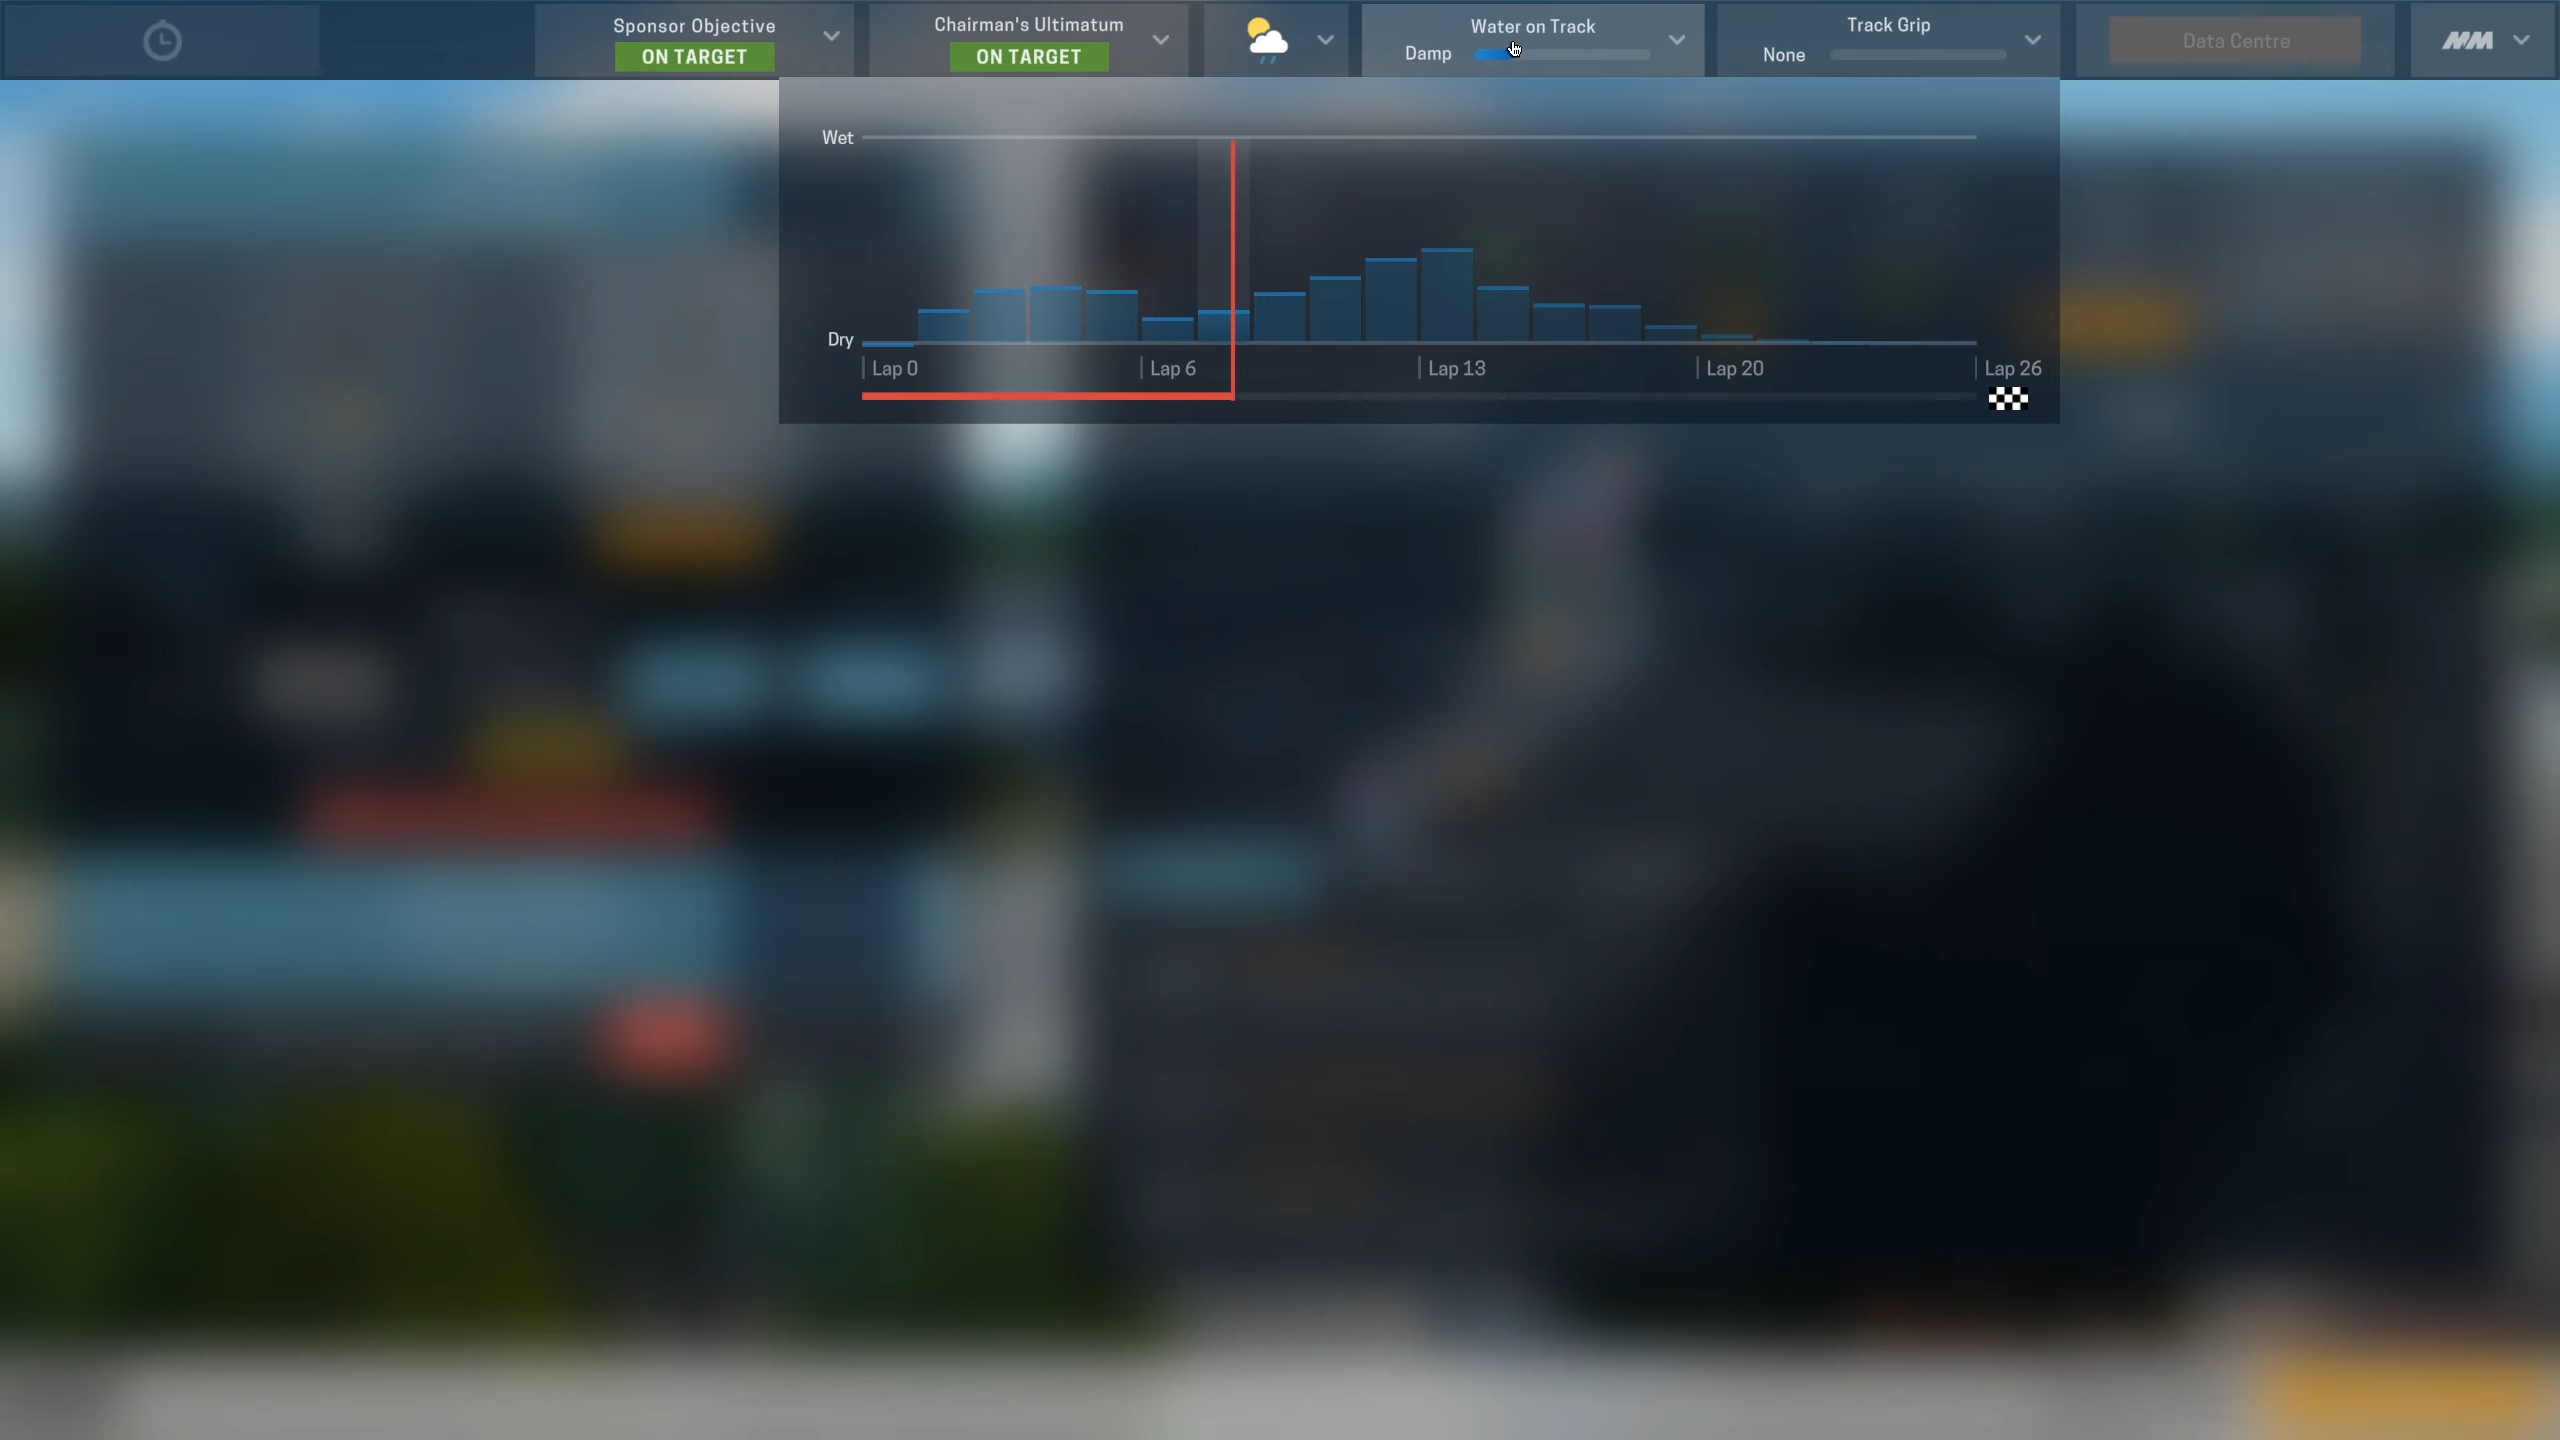 Sponsor Objective
ON TARGET
Chairman's Ultimatum
ON TARGET
Water on Track
Damp
Track Grip
None
Data Centre
MM
Wet
Dry
Lap 0
Lap 6
Lap 13
Lap 20
Lap 26